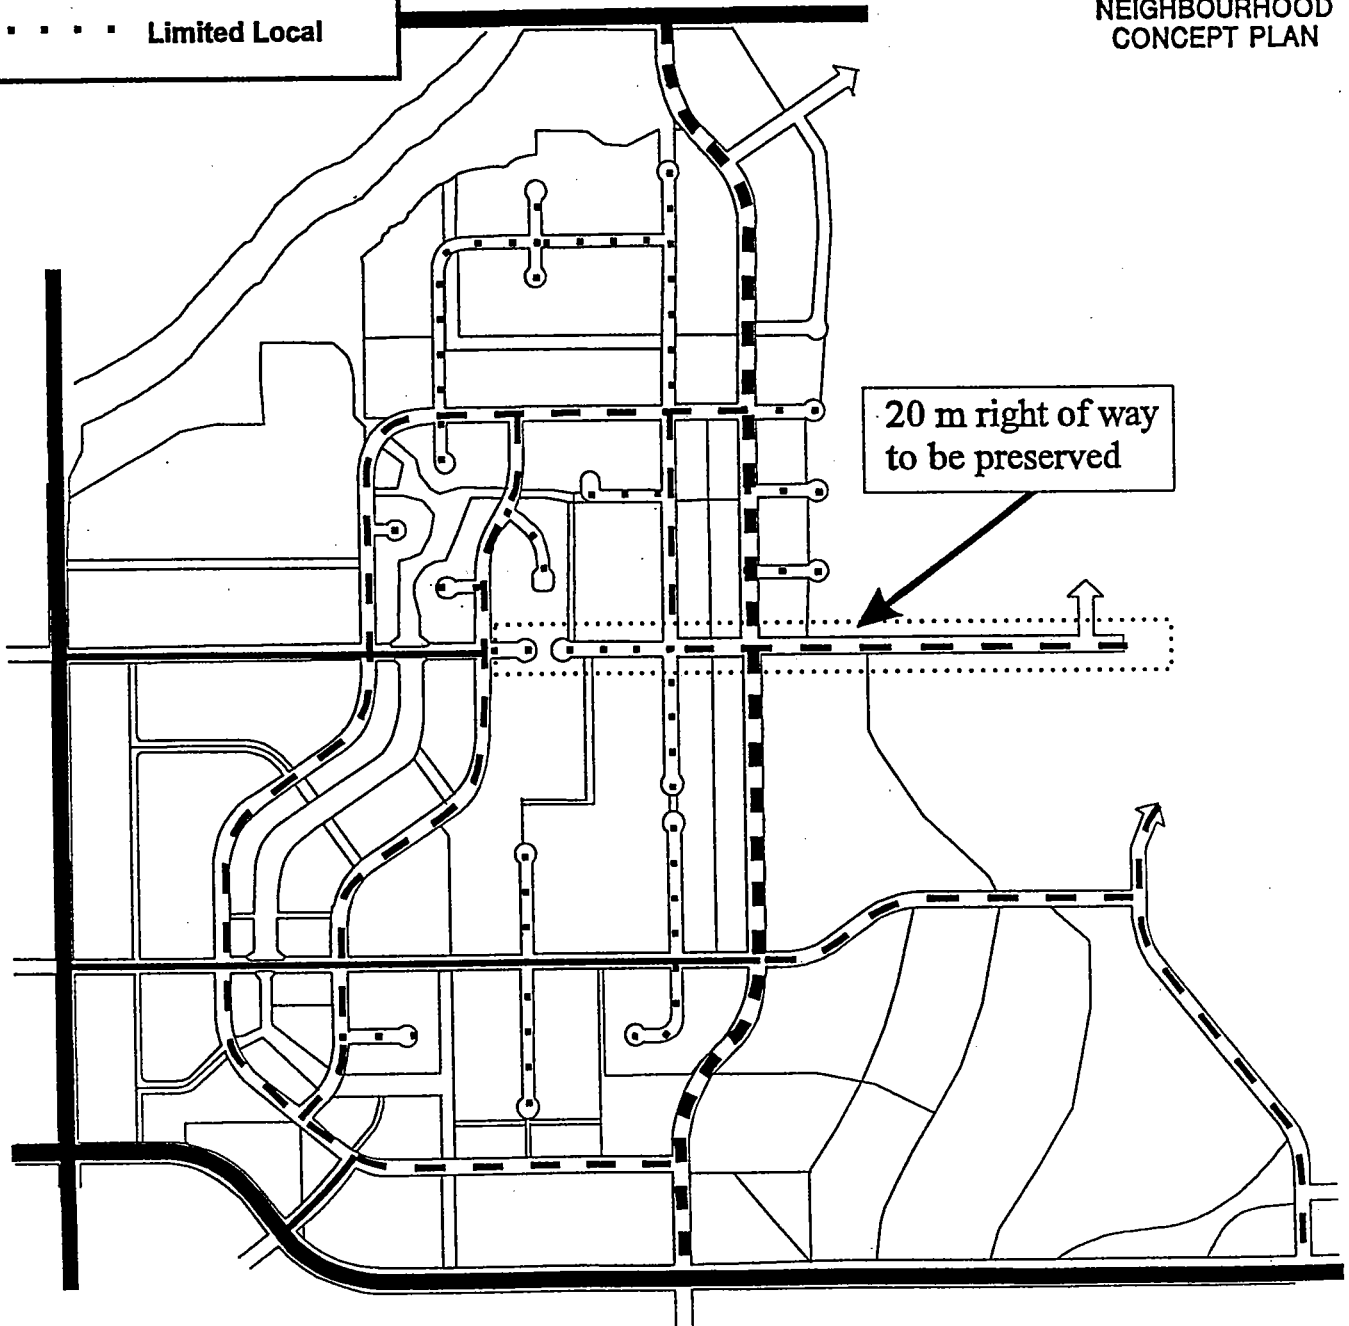 Limited Local
NEIGHBOURHOOD
CONCEPT PLAN
20 m right of way
to be preserved